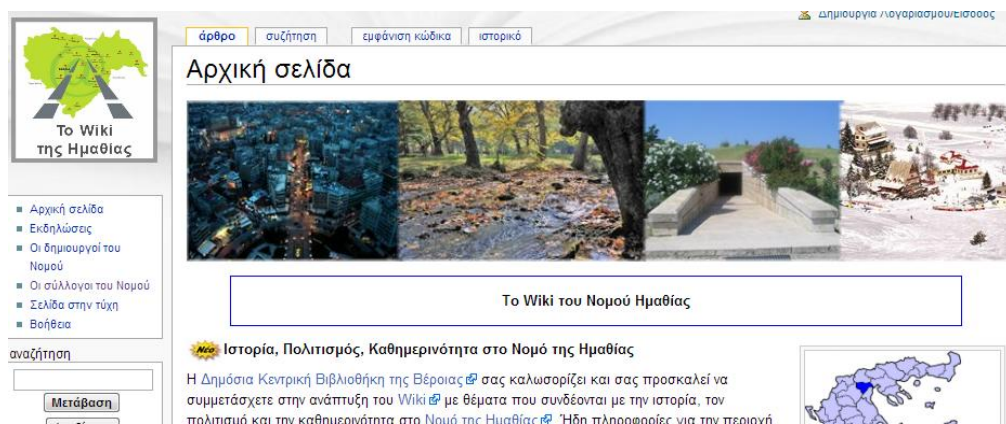 Δημιουργία Λογαριασμού/Είσοδος
άρθρο συζήτηση εμφάνιση κώδικα ιστορικό
Αρχική σελίδα
Το Wiki
της Ημαθίας
Αρχική σελίδα
Εκδηλώσεις
Οι δημιουργοί του
Νομού
Οι σύλλογοι του Νομού
Σελίδα στην τύχη
Βοήθεια
αναζήτηση
Μετάβαση
Το Wiki του Νομού Ημαθίας
Νέο Ιστορία, Πολιτισμός, Καθημερινότητα στο Νομό της Ημαθίας
Η Δημόσια Κεντρική Βιβλιοθήκη της Βέροιας σας καλωσορίζει και σας προσκαλεί να
συμμετάσχετε στην ανάπτυξη του Wiki με θέματα που συνδέονται με την ιστορία, τον
πολιτισμό και την καθημερινότητα στο Νομό της Ημαθίας. Ήδη πληροφορίες για την περιοχή